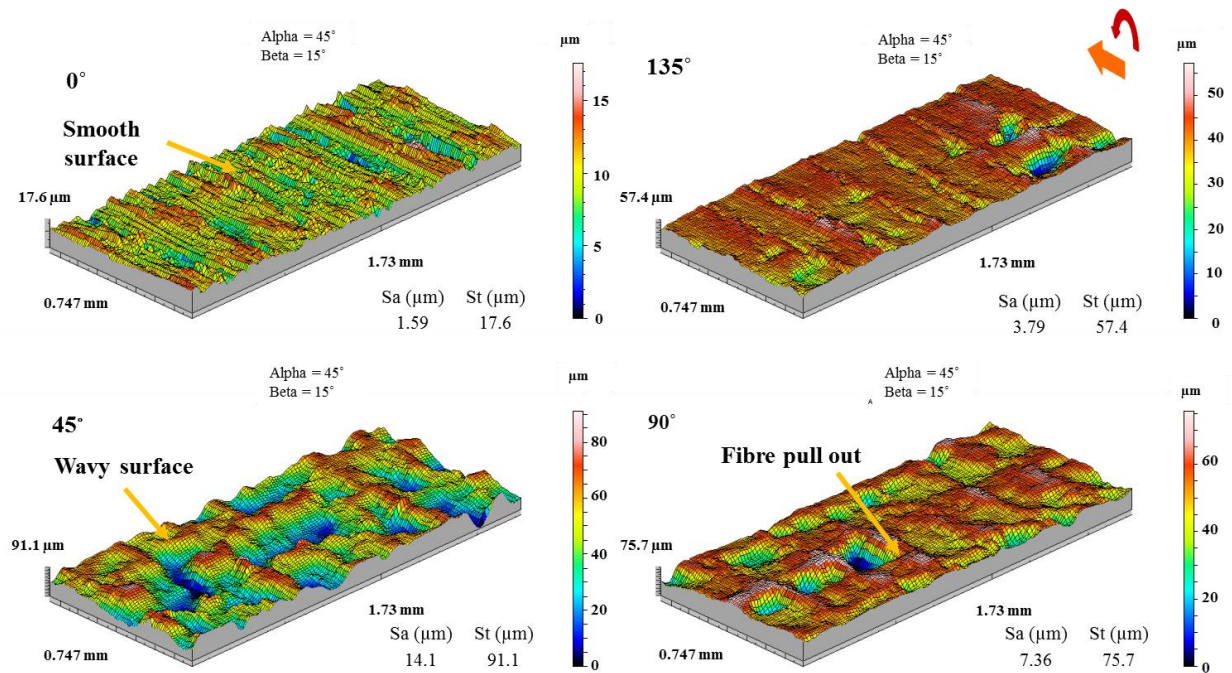 Alpha = 45˚
Beta = 15˚
0˚
Smooth
surface
17.6 µm
0.747 mm
1.73 mm
Sa (µm) St (µm)
1.59 17.6
µm
15
10
5
0
Alpha = 45˚
Beta = 15˚
135˚
57.4 µm
0.747 mm
1.73 mm
Sa (µm) St (µm)
3.79 57.4
µm
50
40
30
20
10
0
Alpha = 45˚
Beta = 15˚
45˚
Wavy surface
91.1 µm
0.747 mm
1.73 mm
Sa (µm) St (µm)
14.1 91.1
µm
80
60
40
20
0
Alpha = 45˚
Beta = 15˚
A
90˚
Fibre pull out
75.7 µm
0.747 mm
1.73 mm
Sa (µm) St (µm)
7.36 75.7
µm
60
40
20
0